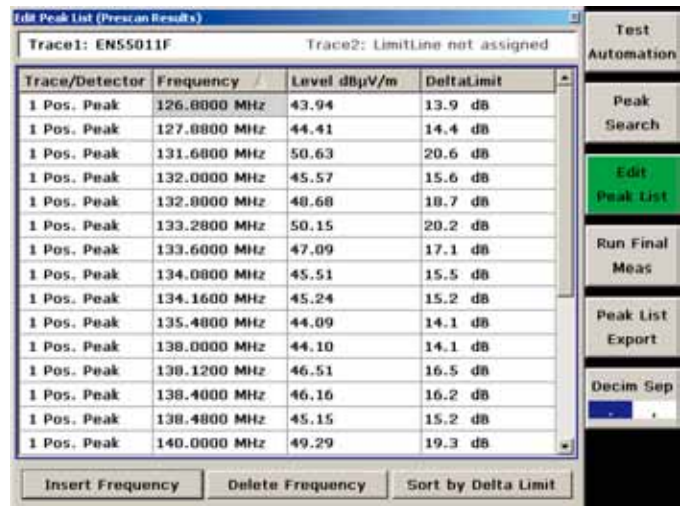 Edit Peak List (Prescan Results)
Trace1: EN55011F Trace2: LimitLine not assigned
Trace/Detector Frequency Level dBµV/m DeltaLimit
1 Pos. Peak 126.8000 MHz 43.94 13.9 dB
1 Pos. Peak 127.8800 MHz 44.41 14.4 dB
1 Pos. Peak 131.6800 MHz 50.63 20.6 dB
1 Pos. Peak 132.0000 MHz 45.57 15.6 dB
1 Pos. Peak 132.8000 MHz 48.68 18.7 dB
1 Pos. Peak 133.2800 MHz 50.15 20.2 dB
1 Pos. Peak 133.6000 MHz 47.09 17.1 dB
1 Pos. Peak 134.0800 MHz 45.51 15.5 dB
1 Pos. Peak 134.1600 MHz 45.24 15.2 dB
1 Pos. Peak 135.4800 MHz 44.09 14.1 dB
1 Pos. Peak 138.0000 MHz 44.10 14.1 dB
1 Pos. Peak 138.1200 MHz 46.51 16.5 dB
1 Pos. Peak 138.4000 MHz 46.16 16.2 dB
1 Pos. Peak 138.4800 MHz 45.15 15.2 dB
1 Pos. Peak 140.0000 MHz 49.29 19.3 dB
Insert Frequency Delete Frequency Sort by Delta Limit
Test
Automation
Peak
Search
Edit
Peak List
Run Final
Meas
Peak List
Export
Decim Sep
. ,